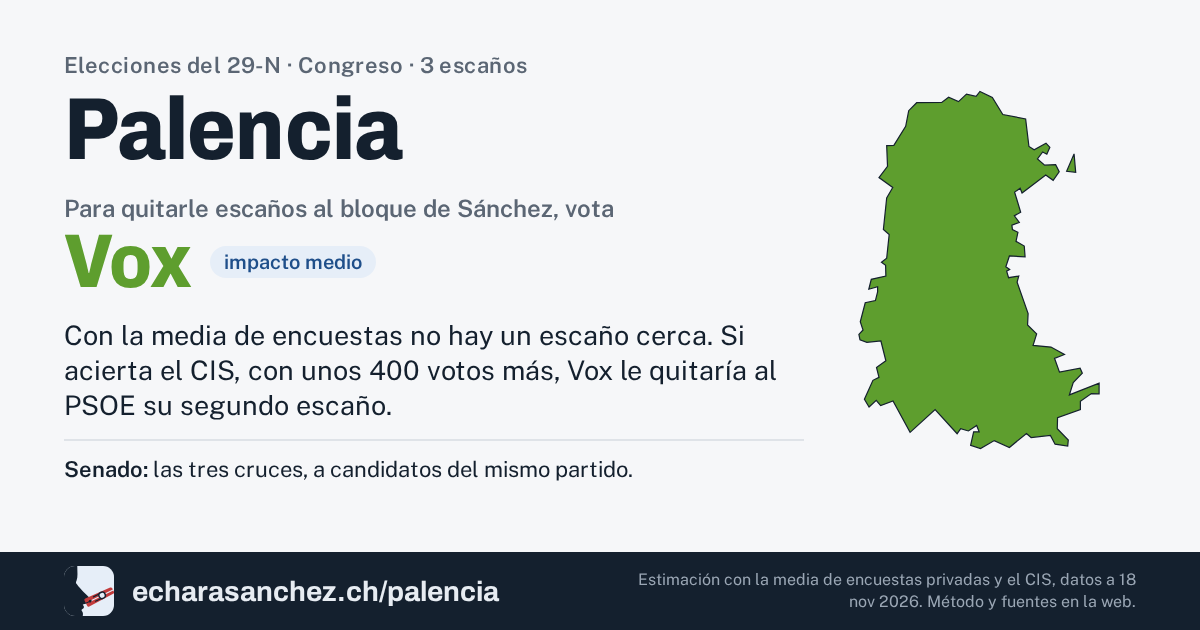 Elecciones del 29-N · Congreso · 3 escaños
Palencia
Para quitarle escaños al bloque de Sánchez, vota
Vox impacto medio
Con la media de encuestas no hay un escaño cerca. Si
acierta el CIS, con unos 400 votos más, Vox le quitaría al
PSOE su segundo escaño.
Senado: las tres cruces, a candidatos del mismo partido.
echarasanchez.ch/palencia
Estimación con la media de encuestas privadas y el CIS, datos a 18
nov 2026. Método y fuentes en la web.